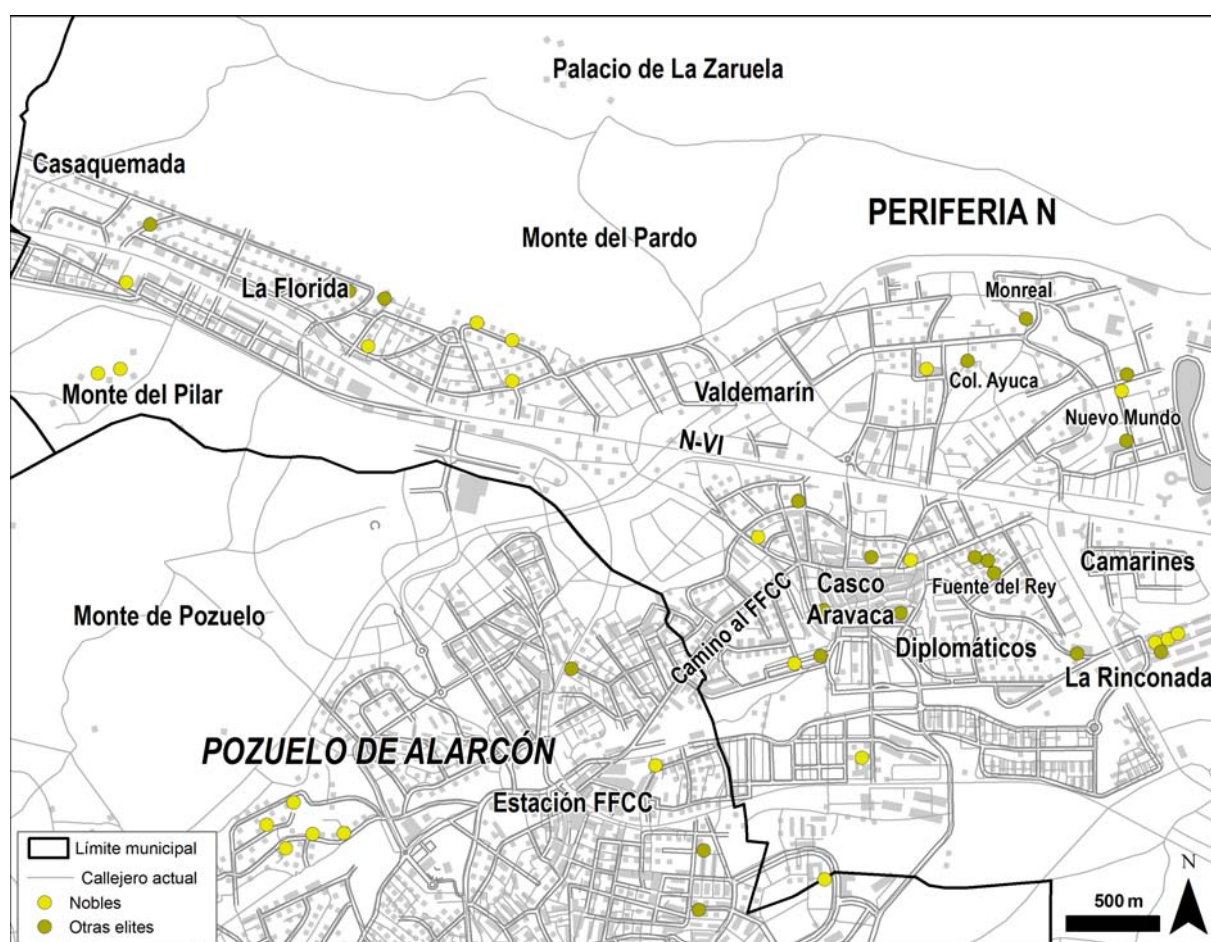 Palacio de La Zaruela
Casaquemada
PERIFERIA N
Monte del Pardo
La Florida
Monreal
Monte del Pilar
Valdemarín
Col. Ayuca
Nuevo Mundo
N-VI
Camarines
Casco
Aravaca
Fuente del Rey
Monte de Pozuelo
Camino al FFCC
Diplomáticos
La Rinconada
POZUELO DE ALARCÓN
Estación FFCC
Límite municipal
Callejero actual
Nobles
Otras elites
500 m
N